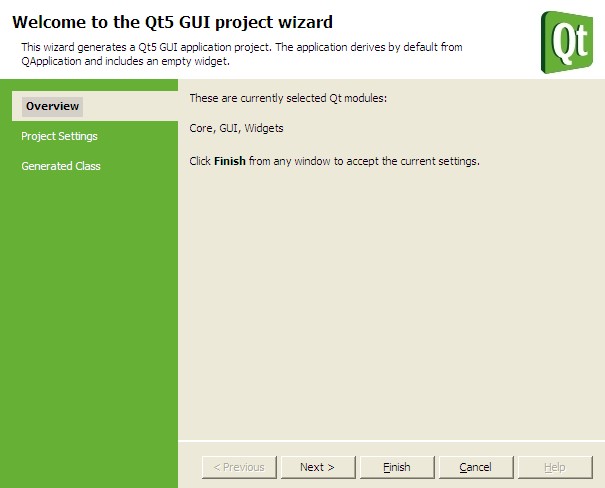 Welcome to the Qt5 GUI project wizard
This wizard generates a Qt5 GUI application project. The application derives by default from
QApplication and includes an empty widget.
Qt
Overview
Project Settings
Generated Class
These are currently selected Qt modules:
Core, GUI, Widgets
Click Finish from any window to accept the current settings.
< Previous
Next >
Finish
Cancel
Help